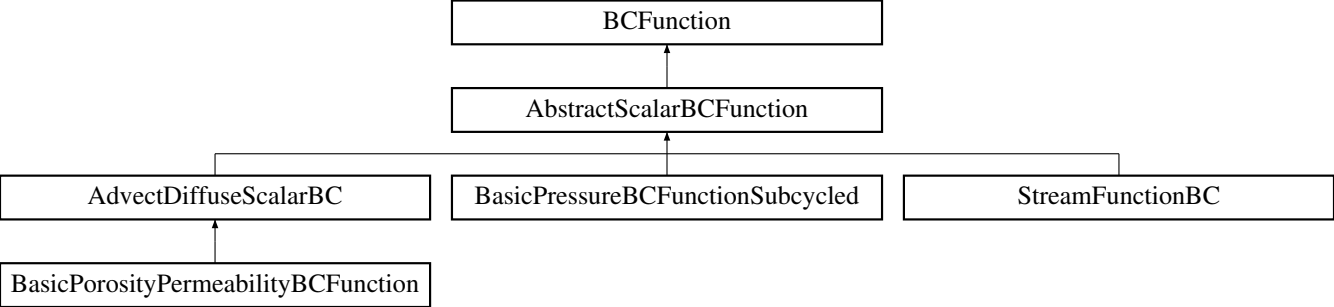 BCFunction
AbstractScalarBCFunction
AdvectDiffuseScalarBC
BasicPressureBCFunctionSubcycled
StreamFunctionBC
BasicPorosityPermeabilityBCFunction